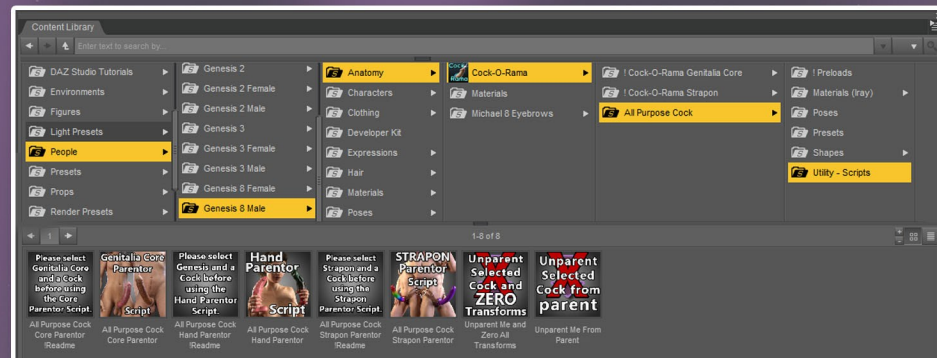 Content Library
Enter text to search by...
DAZ Studio Tutorials
Environments
Figures
Light Presets
People
Presets
Props
Render Presets
Genesis 2
Genesis 2 Female
Genesis 2 Male
Genesis 3
Genesis 3 Female
Genesis 3 Male
Genesis 8 Female
Genesis 8 Male
Anatomy
Characters
Clothing
Developer Kit
Expressions
Hair
Materials
Poses
Cock-O-Rama
Materials
Michael 8 Eyebrows
! Cock-O-Rama Genitalia Core
! Cock-O-Rama Strapon
All Purpose Cock
! Preloads
Materials (Iray)
Poses
Presets
Shapes
Utility - Scripts
1
1-8 of 8
Please select
Genitalia Core
and a Cock
before using
the Core
Parentor Script.
All Purpose Cock
Core Parentor
!Readme
Genitalia Core
Parentor
Script
All Purpose Cock
Core Parentor
Please select
Genesis and a
Cock before
using the
Hand Parentor
Script.
All Purpose Cock
Hand Parentor
!Readme
Hand
Parentor
Script
All Purpose Cock
Hand Parentor
Please select
Strapon and a
Cock before
using the
Strapon
Parentor Script.
All Purpose Cock
Strapon Parentor
!Readme
STRAPON
Parentor
Script
All Purpose Cock
Strapon Parentor
Unparent
Selected
Cock and
ZERO
Transforms
Unparent Me and
Zero All
Transforms
Unparent
Selected
Cock from
parent
Unparent Me From
Parent